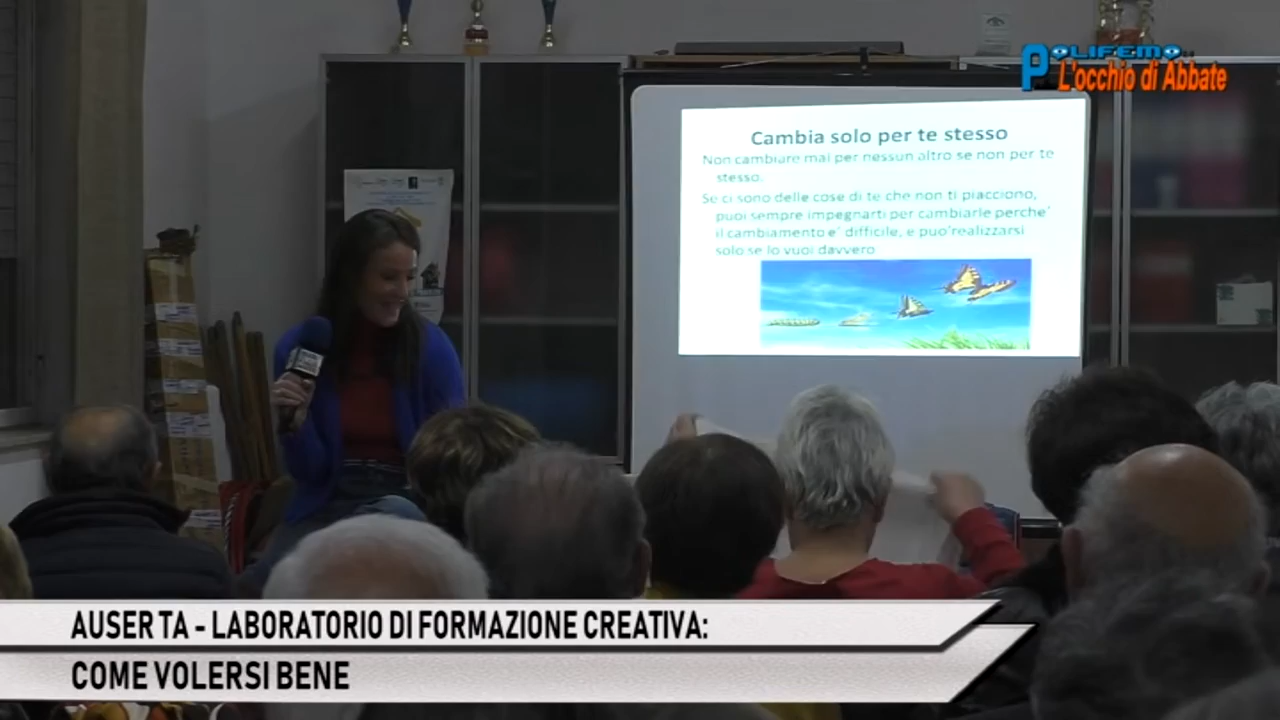 POLIFEMO
L'occhio di Abbate
Cambia solo per te stesso
Non cambiare mai per nessun altro se non per te
stesso.
Se ci sono delle cose di te che non ti piacciono,
puoi sempre impegnarti per cambiarle perche'
il cambiamento e' difficile, e puo'realizzarsi
solo se lo vuoi davvero
AUSER TA - LABORATORIO DI FORMAZIONE CREATIVA:
COME VOLERSI BENE